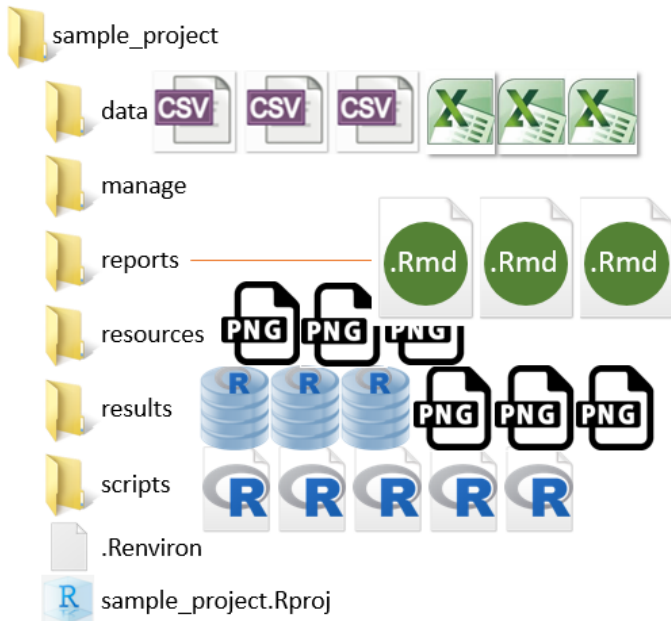 sample_project
data CSV CSV CSV
manage
reports .Rmd .Rmd .Rmd
resources PNG PNG PNG
results R R R PNG PNG PNG
scripts R R R R R
.Renviron
R sample_project.Rproj